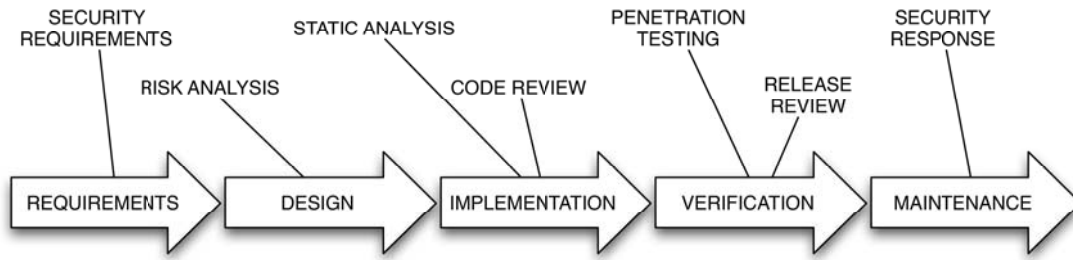 SECURITY
REQUIREMENTS
RISK ANALYSIS
STATIC ANALYSIS
CODE REVIEW
PENETRATION
TESTING
RELEASE
REVIEW
SECURITY
RESPONSE
REQUIREMENTS
DESIGN
IMPLEMENTATION
VERIFICATION
MAINTENANCE